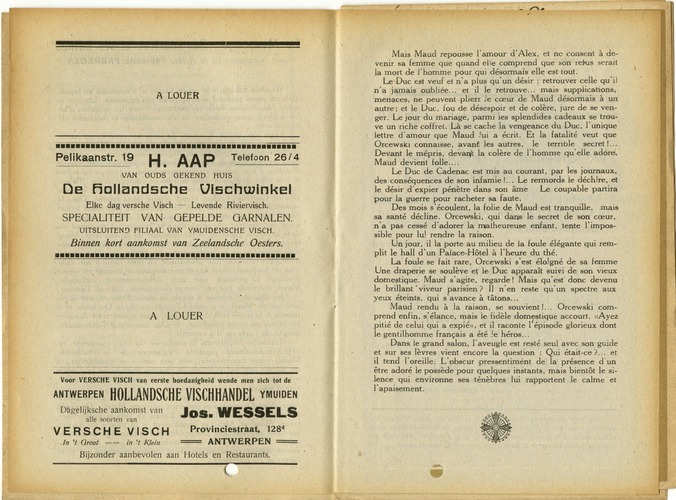 A LOUER
Pelikaanstr. 19 H. AAP Telefoon 26/4
VAN OUDS GEKEND HUIS
De Hollandsche Vischwinkel
Elke dag versche Visch — Levende Riviervisch.
SPECIALITEIT VAN GEPELDE GARNALEN.
UITSLUITEND FILIAAL VAN YMUIDENSCHE VISCH.
Binnen kort aankomst van Zeelandsche Oesters.
A LOUER
Voor VERSCHE VISCH van eerste hoedanigheid wende men zich tot de
ANTWERPEN HOLLANDSCHE VISCHHANDEL YMUIDEN
Dagelijksche aankomst van
alle soorten van
VERSCHE VISCH
In 't Groot —— in 't Klein
Jos. WESSELS
Provinciestraat, 128⁴
ANTWERPEN
Bijzonder aanbevolen aan Hotels en Restaurants.
Mais Maud repousse l'amour d'Alex, et ne consent à de-
venir sa femme que quand elle comprend que son refus serait
la mort de l'homme pour qui désormais elle est tout.
Le Duc est veuf et n'a plus qu'un désir : retrouver celle qu'il
n'a jamais oubliée... et il le retrouve... mais supplications,
menaces, ne peuvent plier le cœur de Maud désormais à un
autre; et le Duc, fou de désespoir et de colère, jure de se ven-
ger. Le jour du mariage, parmi les splendides cadeaux se trou-
ve un riche coffret. Là se cache la vengeance du Duc, l'unique
lettre d'amour que Maud lui a écrit. Et la fatalité veut que
Orcewski connaisse, avant les autres, le terrible secret!...
Devant le mépris, devant la colère de l'homme qu'elle adore,
Maud devient folle....
Le Duc de Cadenac est mis au courant, par les journaux,
des conséquences de son infamie!... Le remords le déchire, et
le désir d'expier pénètre dans son âme Le coupable partira
pour la guerre pour racheter sa faute.
Des mois s'écoulent, la folie de Maud est tranquille, mais
sa santé décline. Orcewski, qui dans le secret de son cœur,
n'a pas cessé d'adorer la malheureuse enfant, tente l'impos-
sible pour lui rendre la raison.
Un jour, il la porte au milieu de la foule élégante qui rem-
plit le hall d'un Palace-Hôtel à l'heure du thé.
La foule se fait rare, Orcewski s'est éloigné de sa femme
Une draperie se soulève et le Duc apparaît suivi de son vieux
domestique. Maud s'agite, regarde! Mais qu'est donc devenu
le brillant viveur parisien? Il n'en reste qu'un spectre aux
yeux éteints, qui s'avance à tâtons...
Maud rendu à la raison, se souvient!... Orcewski com-
prend enfin, s'élance, mais le fidèle domestique accourt. «Ayez
pitié de celui qui a expié», et il raconte l'épisode glorieux dont
le gentilhomme français a été le héros...
Dans le grand salon, l'aveugle est resté seul avec son guide
et sur ses lèvres vient encore la question : Qui était-ce?... et
il tend l'oreille. L'obscur pressentiment de la présence d'un
être adoré le possède pour quelques instants, mais bientôt le si-
lence qui environne ses ténèbres lui rapportent le calme et
l'apaisement.